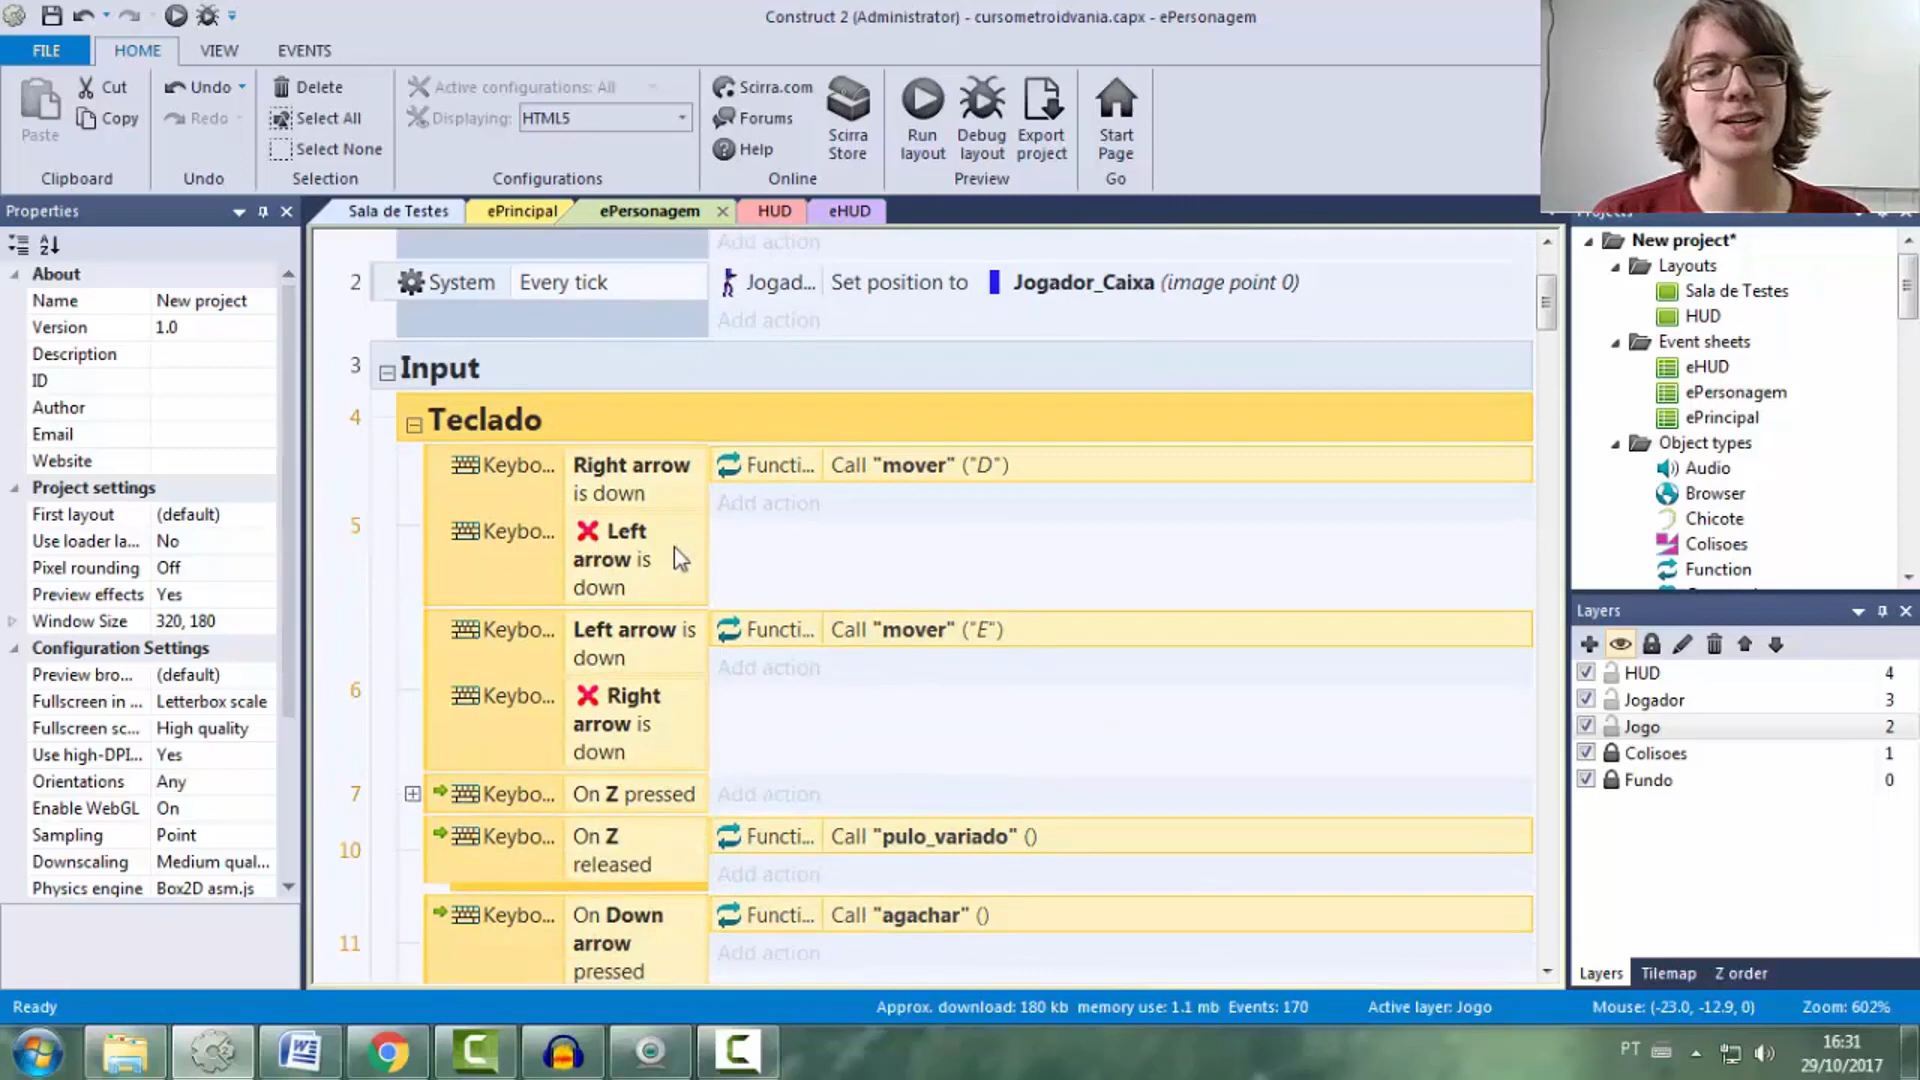 Construct 2 (Administrator) - cursometroidvania.capx - ePersonagem
FILE HOME VIEW EVENTS
Paste Cut Copy Clipboard
Undo Redo Undo
Delete Select All Select None Selection
Active configurations: All
Displaying: HTML5
Configurations
Scirra.com Forums Help Scirra Store Online
Run layout Debug layout Export project Preview
Start Page Go
Properties
Sala de Testes ePrincipal ePersonagem HUD eHUD
About
Name New project
Version 1.0
Description
ID
Author
Email
Website
Project settings
First layout (default)
Use loader la... No
Pixel rounding Off
Preview effects Yes
Window Size 320, 180
Configuration Settings
Preview bro... (default)
Fullscreen in ... Letterbox scale
Fullscreen sc... High quality
Use high-DPI... Yes
Orientations Any
Enable WebGL On
Sampling Point
Downscaling Medium qual...
Physics engine Box2D asm.js
Add action
2 System Every tick Jogad... Set position to Jogador_Caixa (image point 0)
Add action
3 Input
4 Teclado
Keybo... Right arrow is down Functi... Call "mover" ("D")
Add action
5 Keybo... Left arrow is down
Keybo... Left arrow is down Functi... Call "mover" ("E")
Add action
6 Keybo... Right arrow is down
7 Keybo... On Z pressed Add action
10 Keybo... On Z released Functi... Call "pulo_variado" ()
Add action
11 Keybo... On Down arrow pressed Functi... Call "agachar" ()
Add action
New project*
Layouts
Sala de Testes
HUD
Event sheets
eHUD
ePersonagem
ePrincipal
Object types
Audio
Browser
Chicote
Colisoes
Function
Layers
HUD 4
Jogador 3
Jogo 2
Colisoes 1
Fundo 0
Layers Tilemap Z order
Ready
Approx. download: 180 kb memory use: 1.1 mb Events: 170 Active layer: Jogo Mouse: (-23.0, -12.9, 0) Zoom: 602%
PT
16:31
29/10/2017